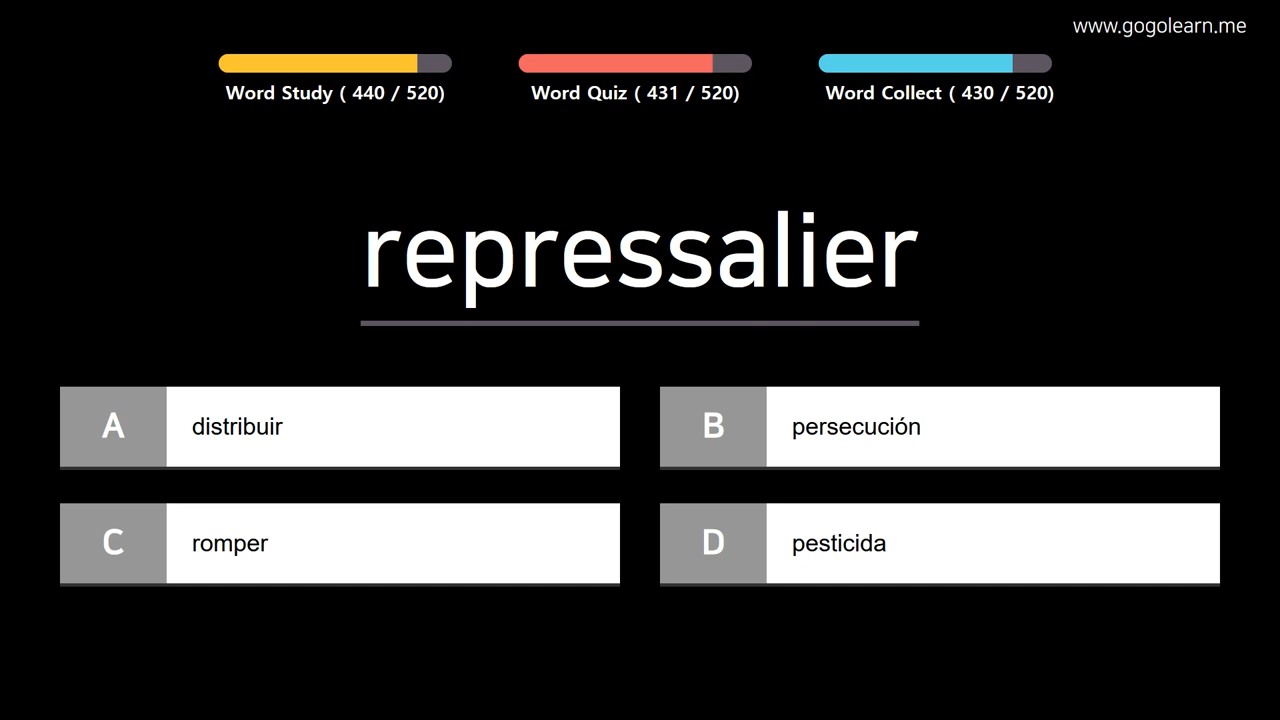 www.gogolearn.me
Word Study ( 440 / 520)
Word Quiz ( 431 / 520)
Word Collect ( 430 / 520)
repressalier
A distribuir
B persecución
C romper
D pesticida